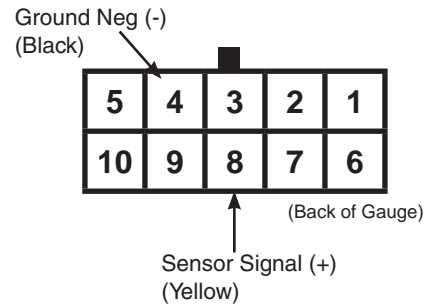 Ground Neg (-)
(Black)
5 4 3 2 1
10 9 8 7 6
(Back of Gauge)
Sensor Signal (+)
(Yellow)